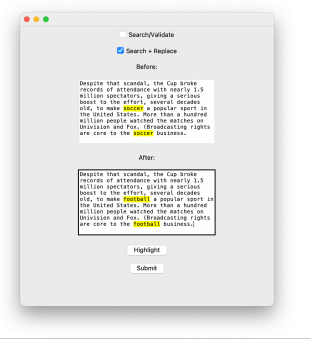 Search/Validate
Search + Replace
Before:
Despite that scandal, the Cup broke
records of attendance with nearly 1.5
million spectators, giving a serious
boost to the effort, several decades
old, to make soccer a popular sport in
the United States. More than a hundred
million people watched the matches on
Univision and Fox. (Broadcasting rights
are core to the soccer business.
After:
Despite that scandal, the Cup broke
records of attendance with nearly 1.5
million spectators, giving a serious
boost to the effort, several decades
old, to make football a popular sport in
the United States. More than a hundred
million people watched the matches on
Univision and Fox. (Broadcasting rights
are core to the football business.
Highlight
Submit